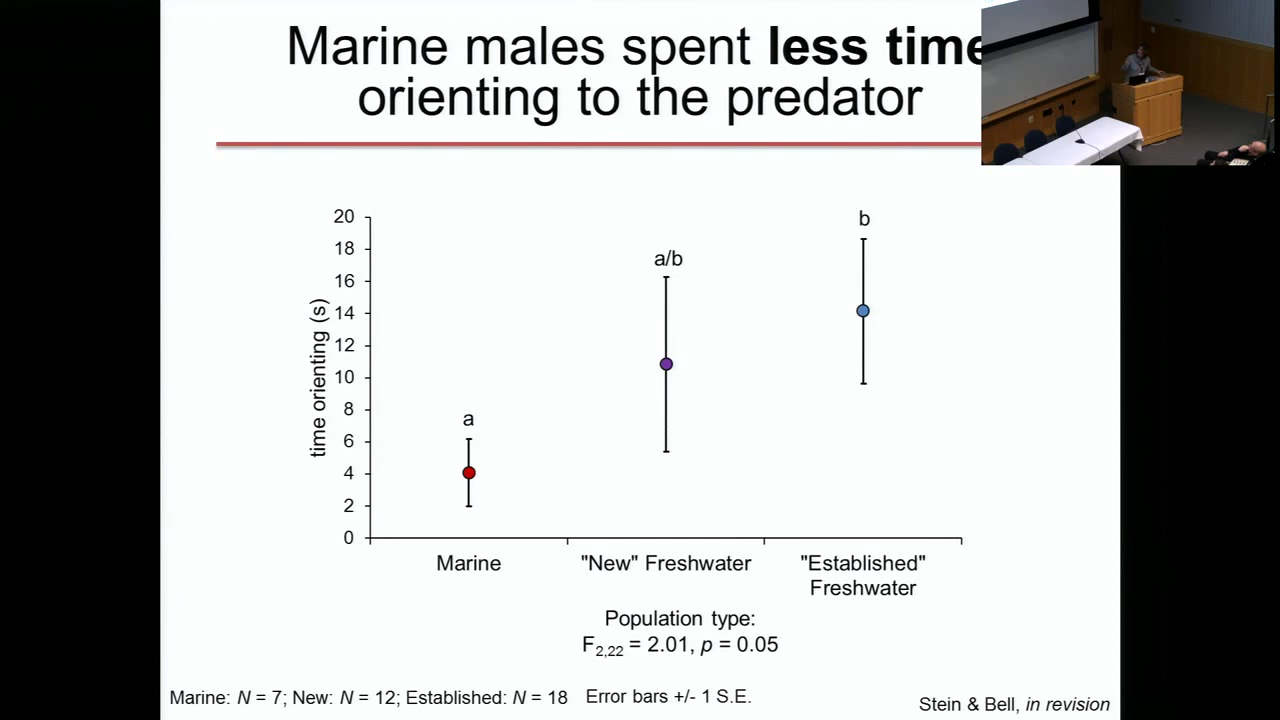 Marine males spent less time
orienting to the predator
20
18
16
14
12
10
8
6
4
2
0
time orienting (s)
a
a/b
b
Marine
"New" Freshwater
"Established"
Freshwater
Population type:
F2,22 = 2.01, p = 0.05
Marine: N = 7; New: N = 12; Established: N = 18
Error bars +/- 1 S.E.
Stein & Bell, in revision